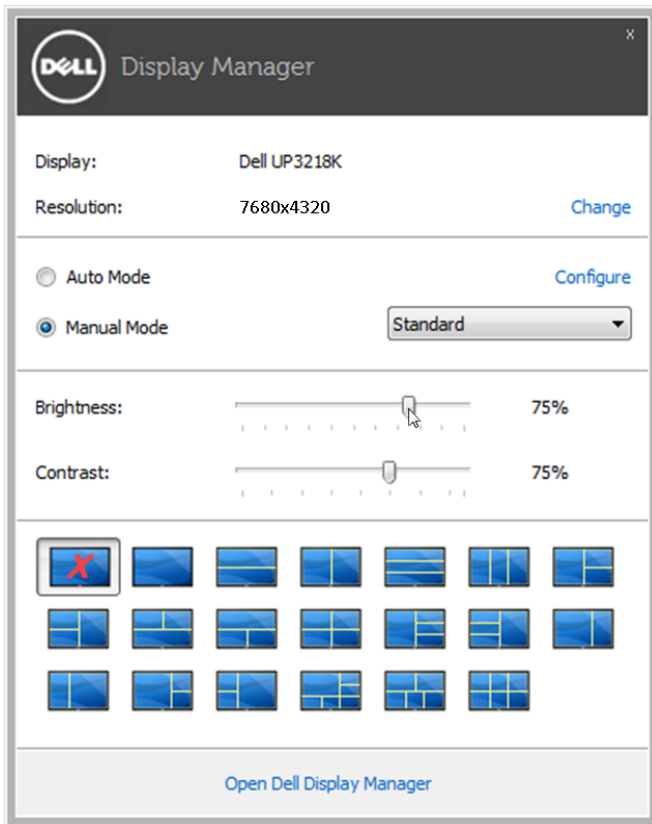 DELL Display Manager X
Display: Dell UP3218K
Resolution: 7680x4320 Change
Auto Mode Configure
Manual Mode Standard
Brightness: 75%
Contrast: 75%
X
Open Dell Display Manager